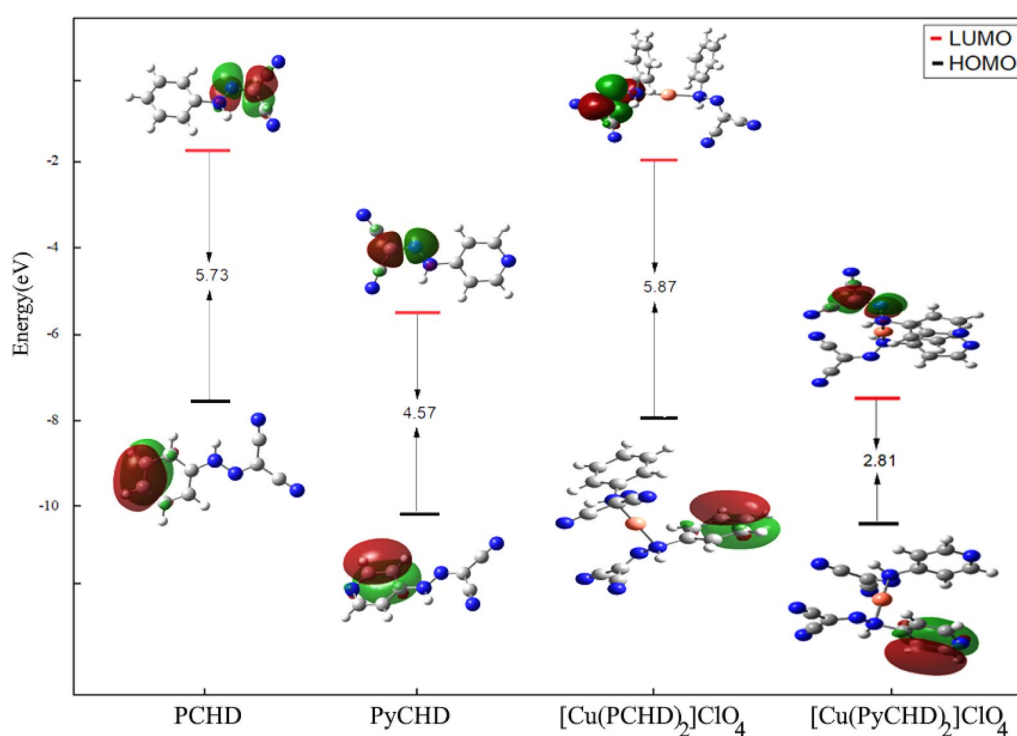 LUMO
HOMO
Energy(eV)
-2
-4
-6
-8
-10
5.73
4.57
5.87
2.81
PCHD
PyCHD
[Cu(PCHD)₂]ClO₄
[Cu(PyCHD)₂]ClO₄